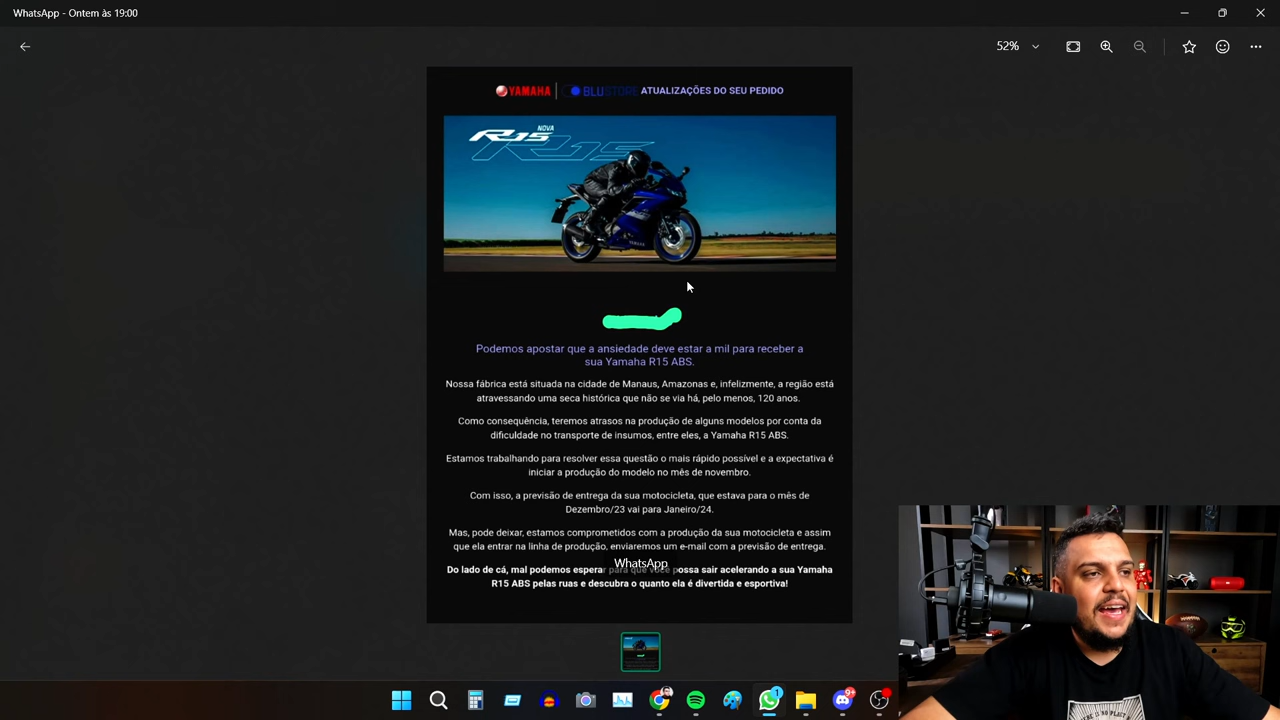 WhatsApp - Ontem às 19:00
52%
YAMAHA BLUSTORE ATUALIZAÇÕES DO SEU PEDIDO
NOVA
R15
Podemos apostar que a ansiedade deve estar a mil para receber a
sua Yamaha R15 ABS.
Nossa fábrica está situada na cidade de Manaus, Amazonas e, infelizmente, a região está
atravessando uma seca histórica que não se via há, pelo menos, 120 anos.
Como consequência, teremos atrasos na produção de alguns modelos por conta da
dificuldade no transporte de insumos, entre eles, a Yamaha R15 ABS.
Estamos trabalhando para resolver essa questão o mais rápido possível e a expectativa é
iniciar a produção do modelo no mês de novembro.
Com isso, a previsão de entrega da sua motocicleta, que estava para o mês de
Dezembro/23 vai para Janeiro/24.
Mas, pode deixar, estamos comprometidos com a produção da sua motocicleta e assim
que ela entrar na linha de produção, enviaremos um e-mail com a previsão de entrega.
WhatsApp
Do lado de cá, mal podemos esperar para que você possa sair acelerando a sua Yamaha
R15 ABS pelas ruas e descubra o quanto ela é divertida e esportiva!
1
9+